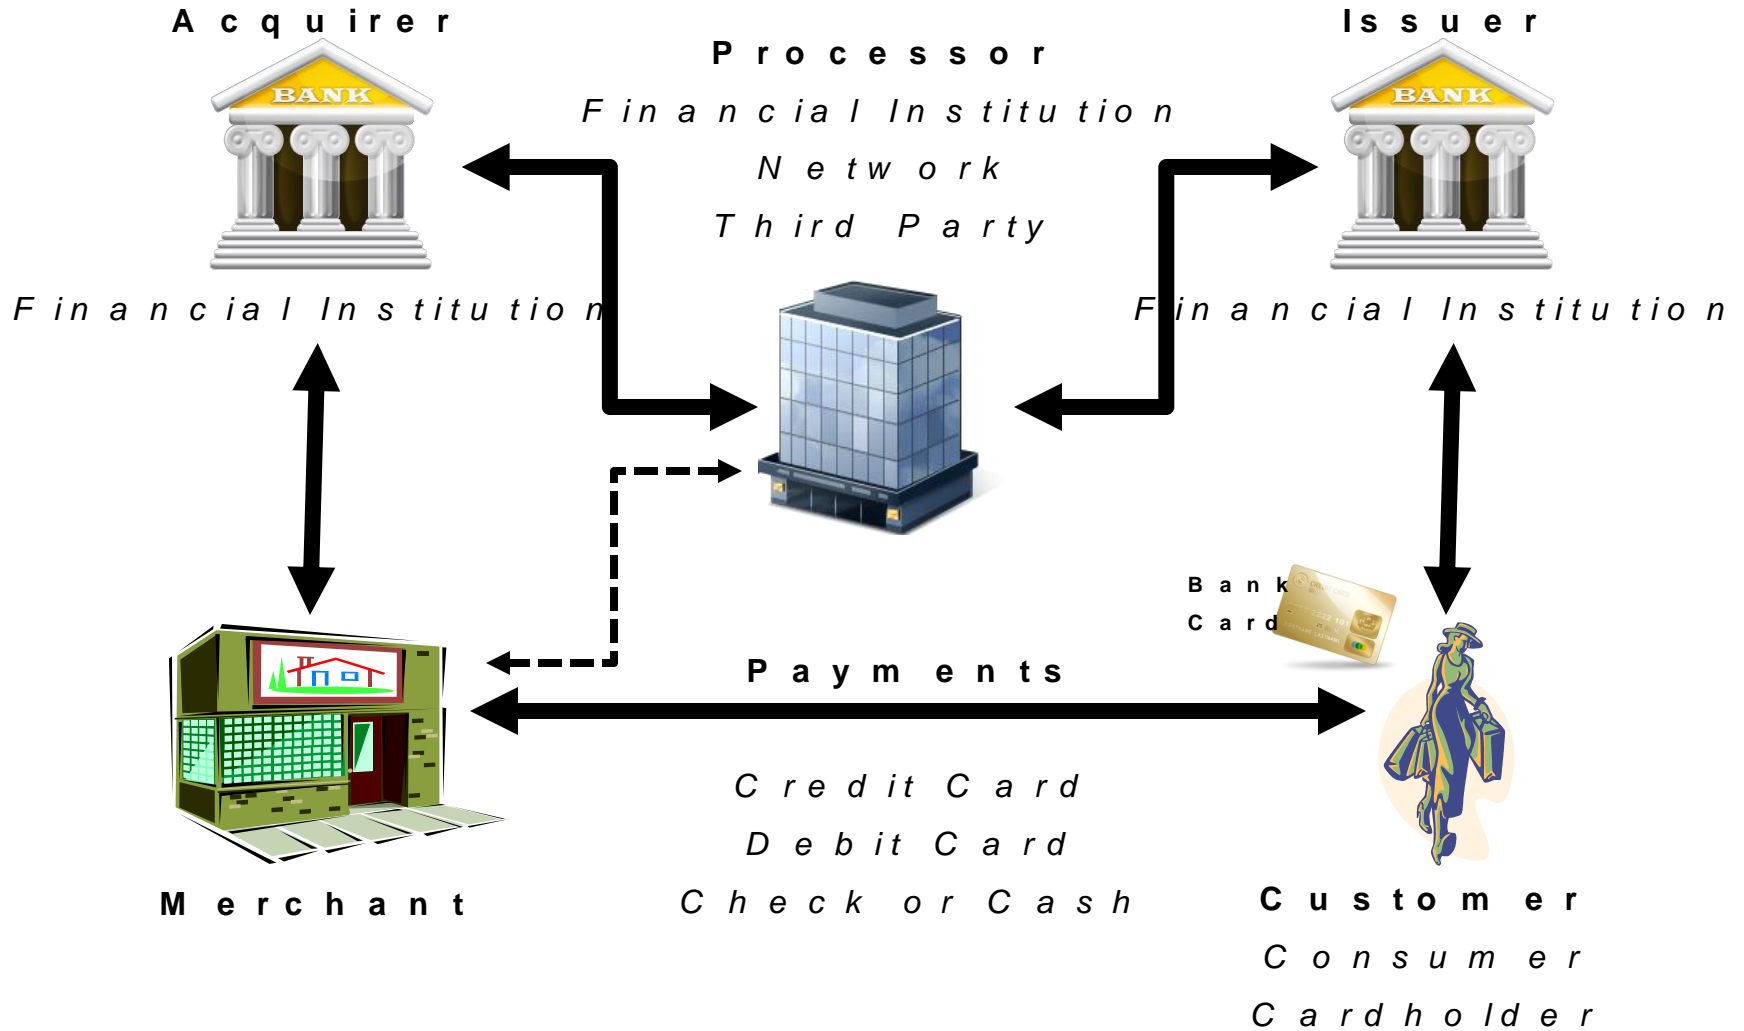 Acquirer
Issuer
Processor
BANK
BANK
Financial Institution
Network
Third Party
Financial Institution
Financial Institution
Bank
Card
Payments
Credit Card
Debit Card
Check or Cash
Merchant
Customer
Consumer
Cardholder